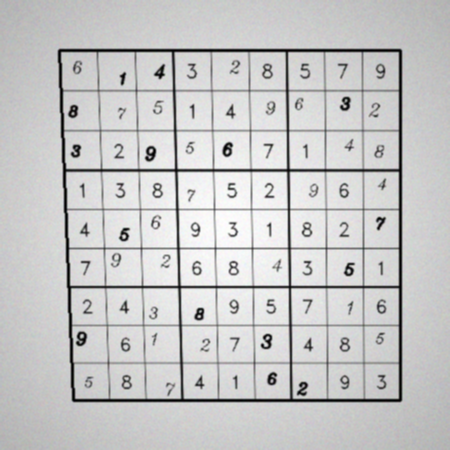 6 1 4 3 2 8 5 7 9
8 7 5 1 4 9 6 3 2
3 2 9 5 6 7 1 4 8
1 3 8 7 5 2 9 6 4
4 5 6 9 3 1 8 2 7
7 9 2 6 8 4 3 5 1
2 4 3 8 9 5 7 1 6
9 6 1 2 7 3 4 8 5
5 8 7 4 1 6 2 9 3